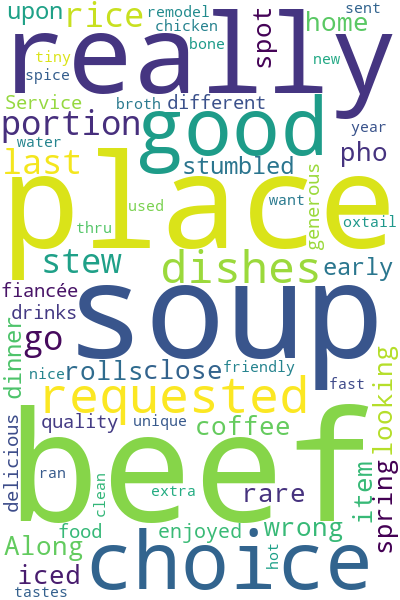 upon rice remodel chicken bone spot home sent
really
tiny spice new
Service broth different
portion good year
water pho
last stumbled generous
place
used want oxtail
thru
stew dishes early
fiancée
drinks soup
go
dinner rolls close friendly
nice fast
requested looking
beef
delicious quality unique coffee
ran clean extra rare item spring
food enjoyed wrong
Along choice hot
iced
tastes